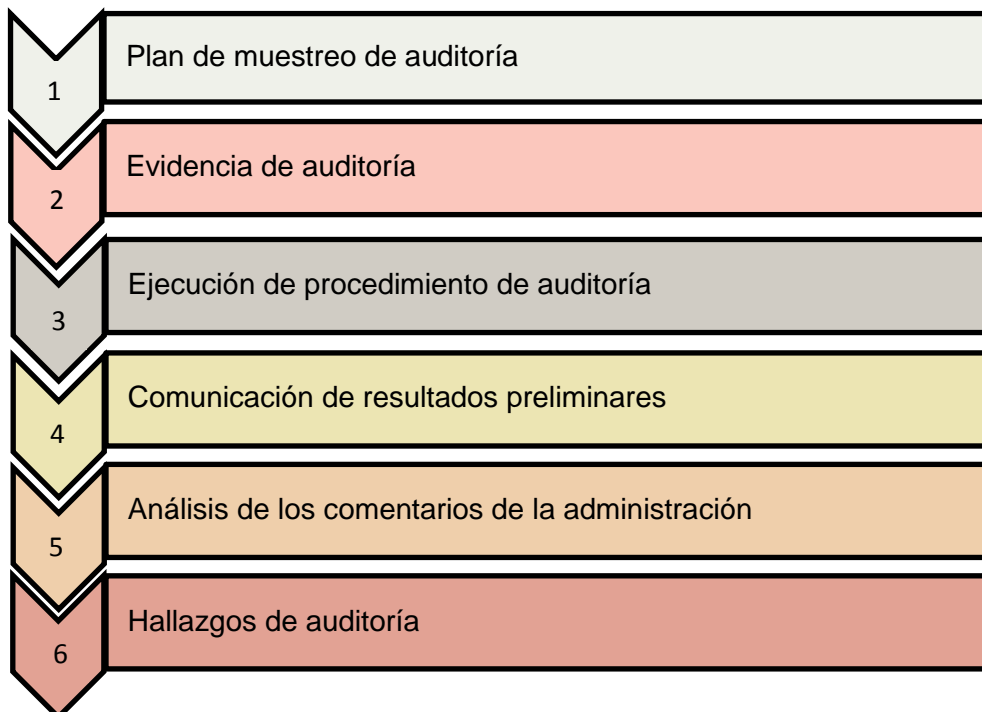 1
Plan de muestreo de auditoría
2
Evidencia de auditoría
3
Ejecución de procedimiento de auditoría
4
Comunicación de resultados preliminares
5
Análisis de los comentarios de la administración
6
Hallazgos de auditoría